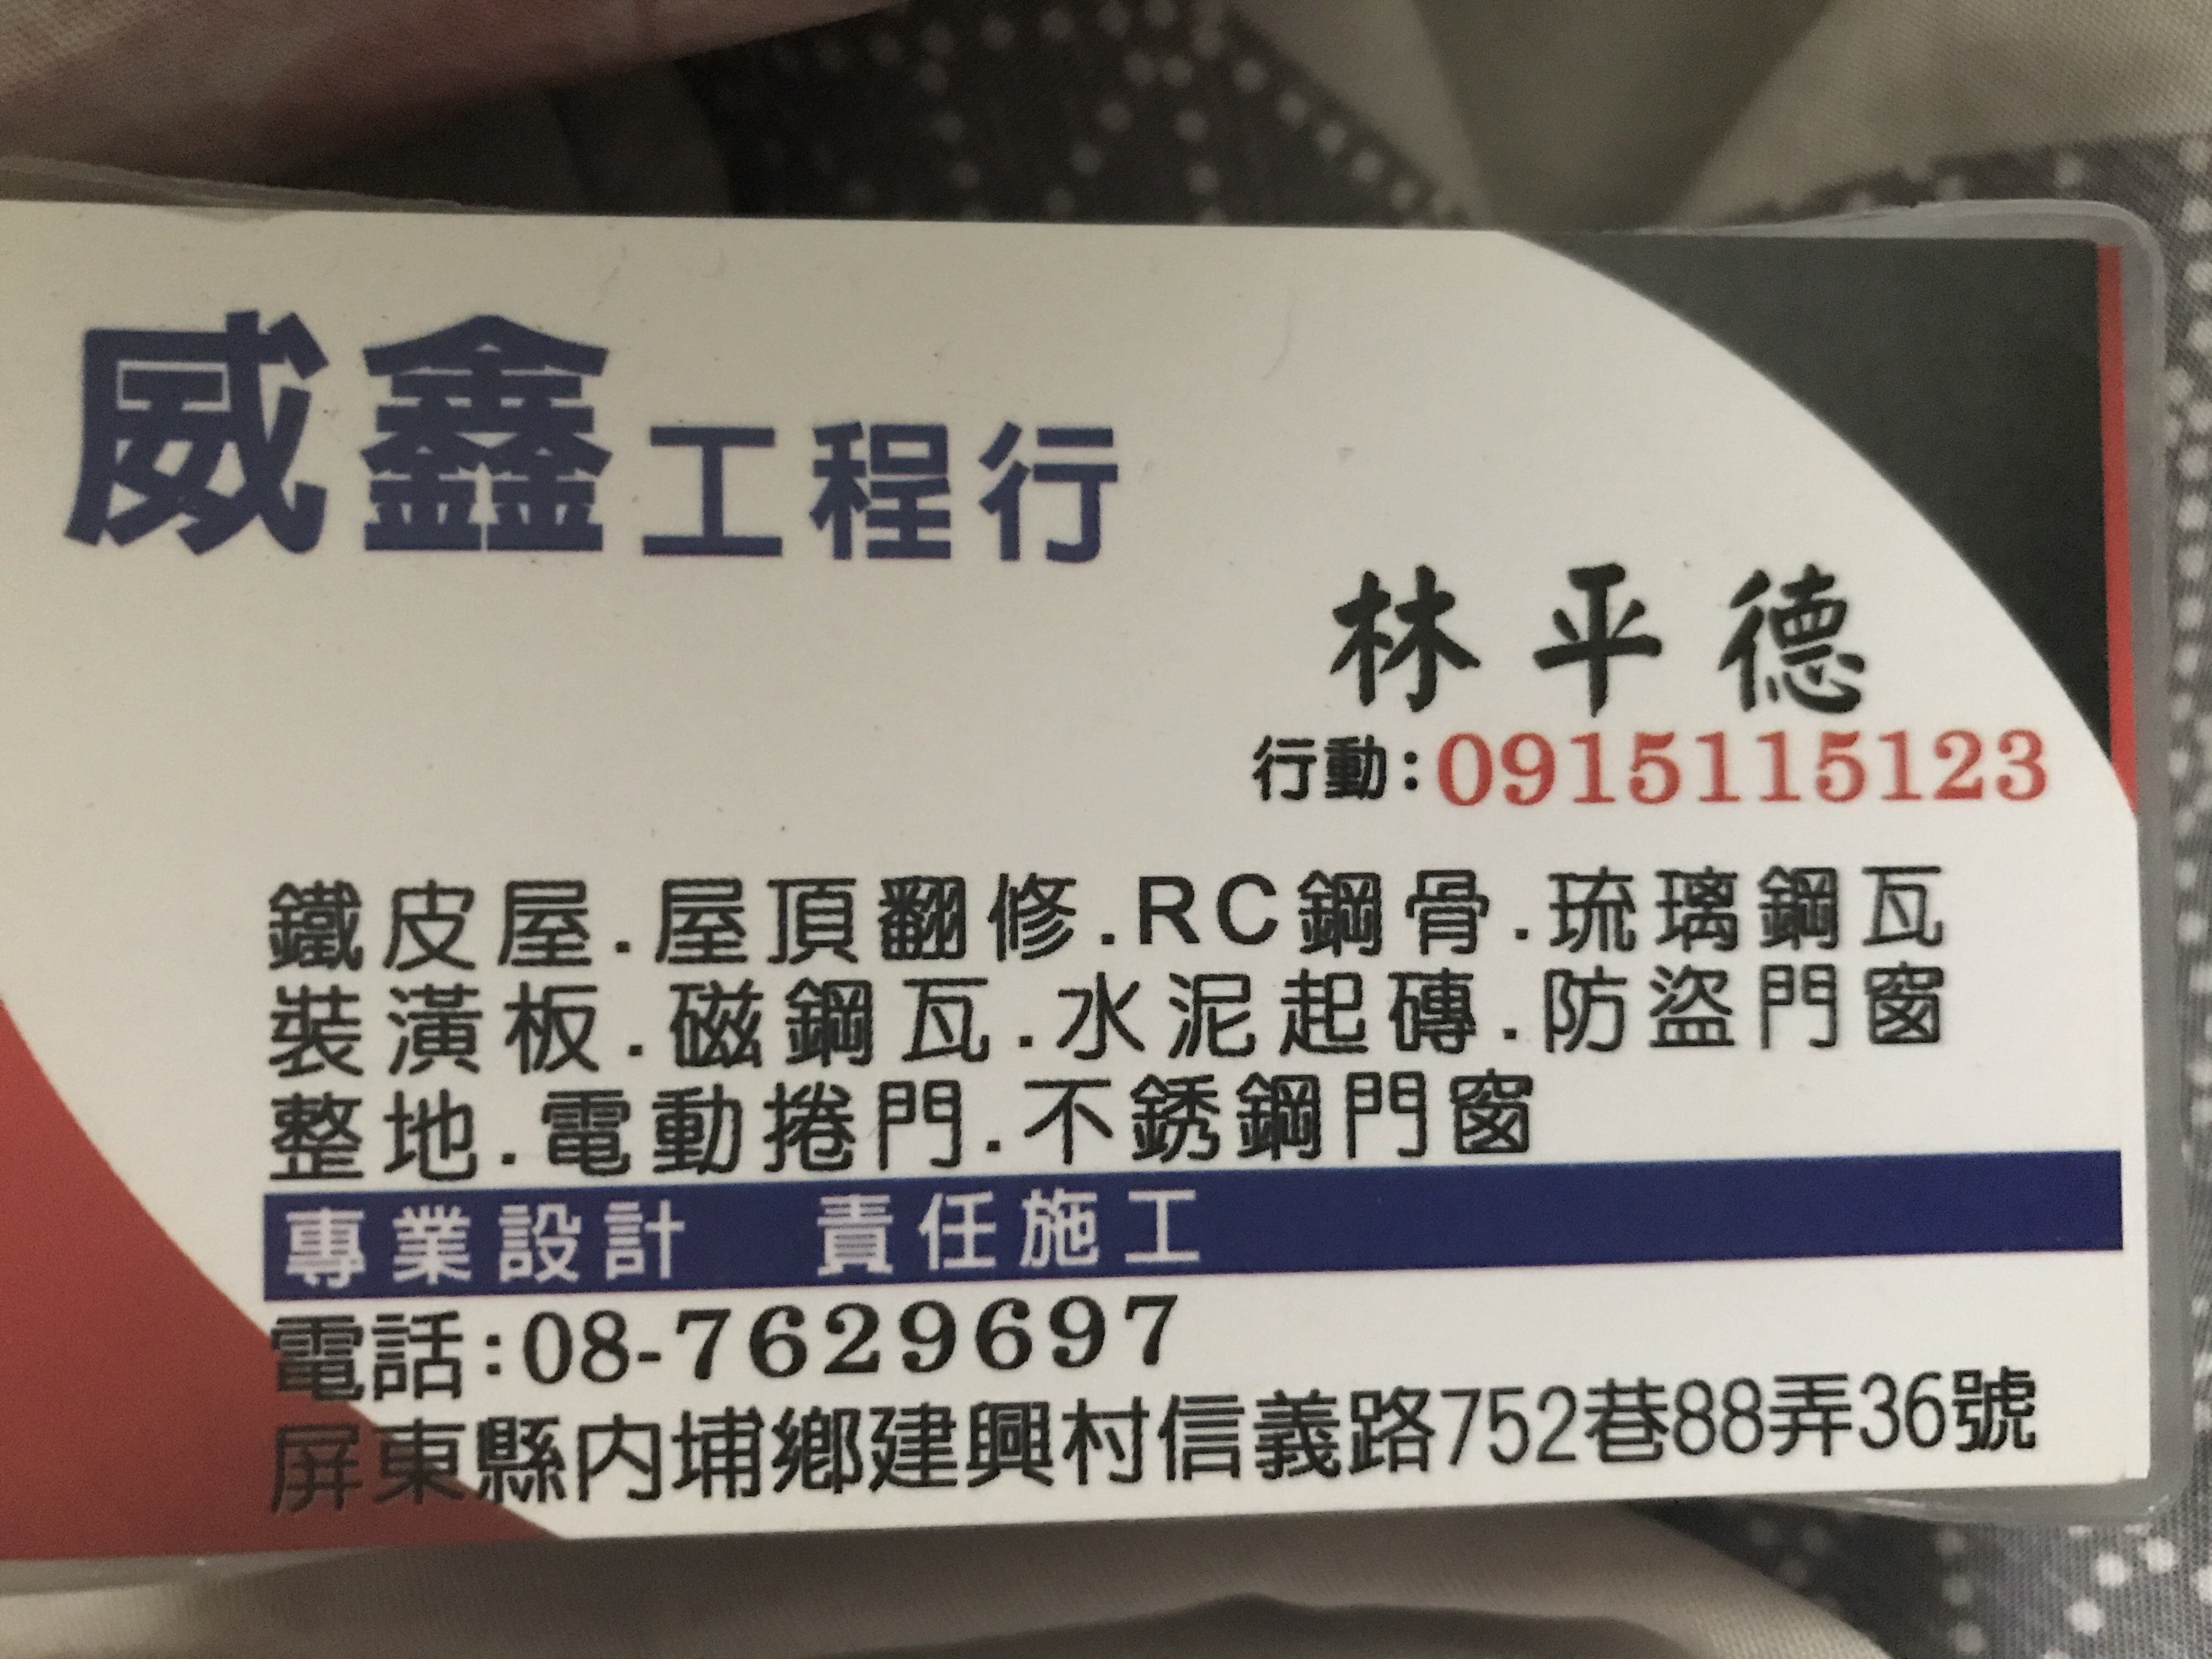 威鑫工程行
林平德
行動:0915115123
鐵皮屋.屋頂翻修.RC鋼骨.琉璃鋼瓦
裝潢板.磁鋼瓦.水泥起磚.防盜門窗
整地.電動捲門.不銹鋼門窗
專業設計 責任施工
電話:08-7629697
屏東縣內埔鄉建興村信義路752巷88弄36號